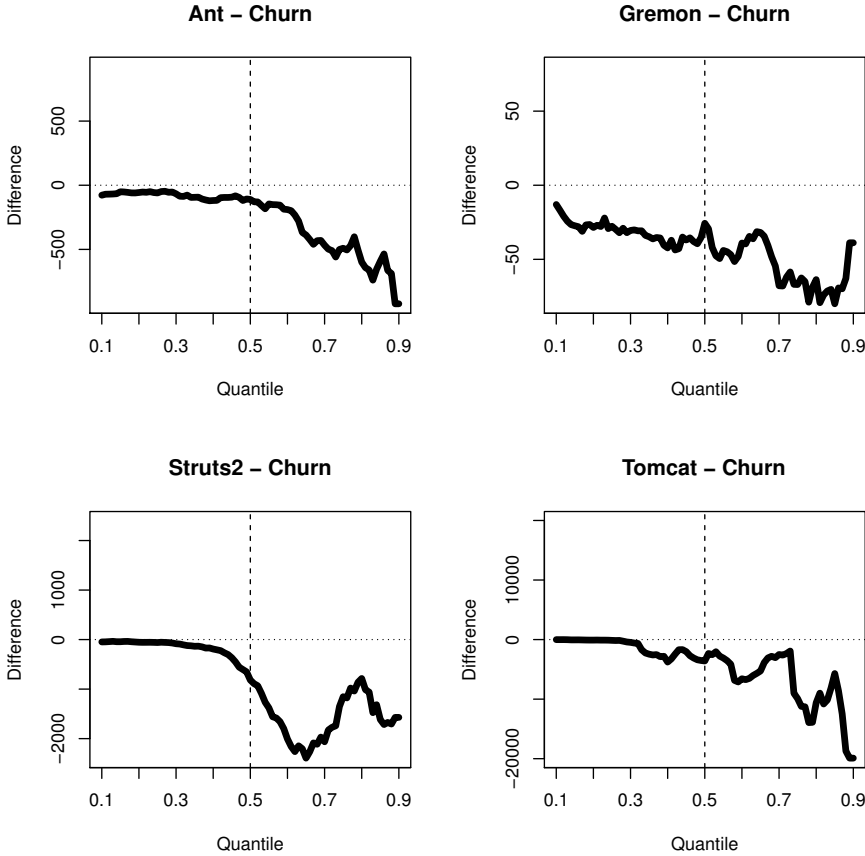 Ant − Churn
Difference
500
0
−500
0.1 0.3 0.5 0.7 0.9
Quantile
Gremon − Churn
Difference
50
0
−50
0.1 0.3 0.5 0.7 0.9
Quantile
Struts2 − Churn
Difference
1000
0
−2000
0.1 0.3 0.5 0.7 0.9
Quantile
Tomcat − Churn
Difference
10000
0
−20000
0.1 0.3 0.5 0.7 0.9
Quantile